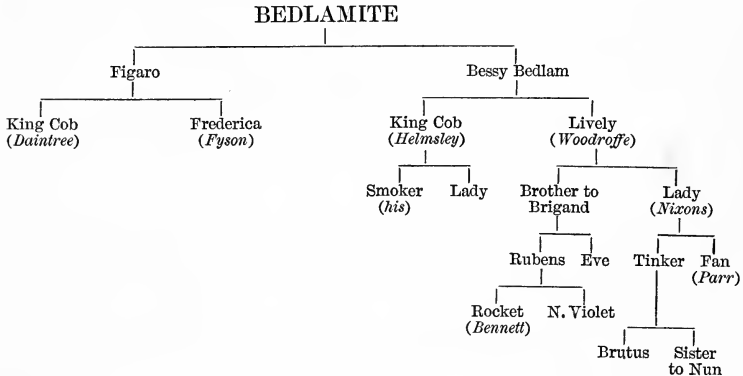 BEDLAMITE
Figaro
Bessy Bedlam
King Cob
(Daintree)
Frederica
(Fyson)
King Cob
(Helmsley)
Lively
(Woodroffe)
Smoker
(his)
Lady
Brother to
Brigand
Lady
(Nixons)
Rubens
Eve
Tinker
Fan
(Parr)
Rocket
(Bennett)
N. Violet
Brutus
Sister
to Nun